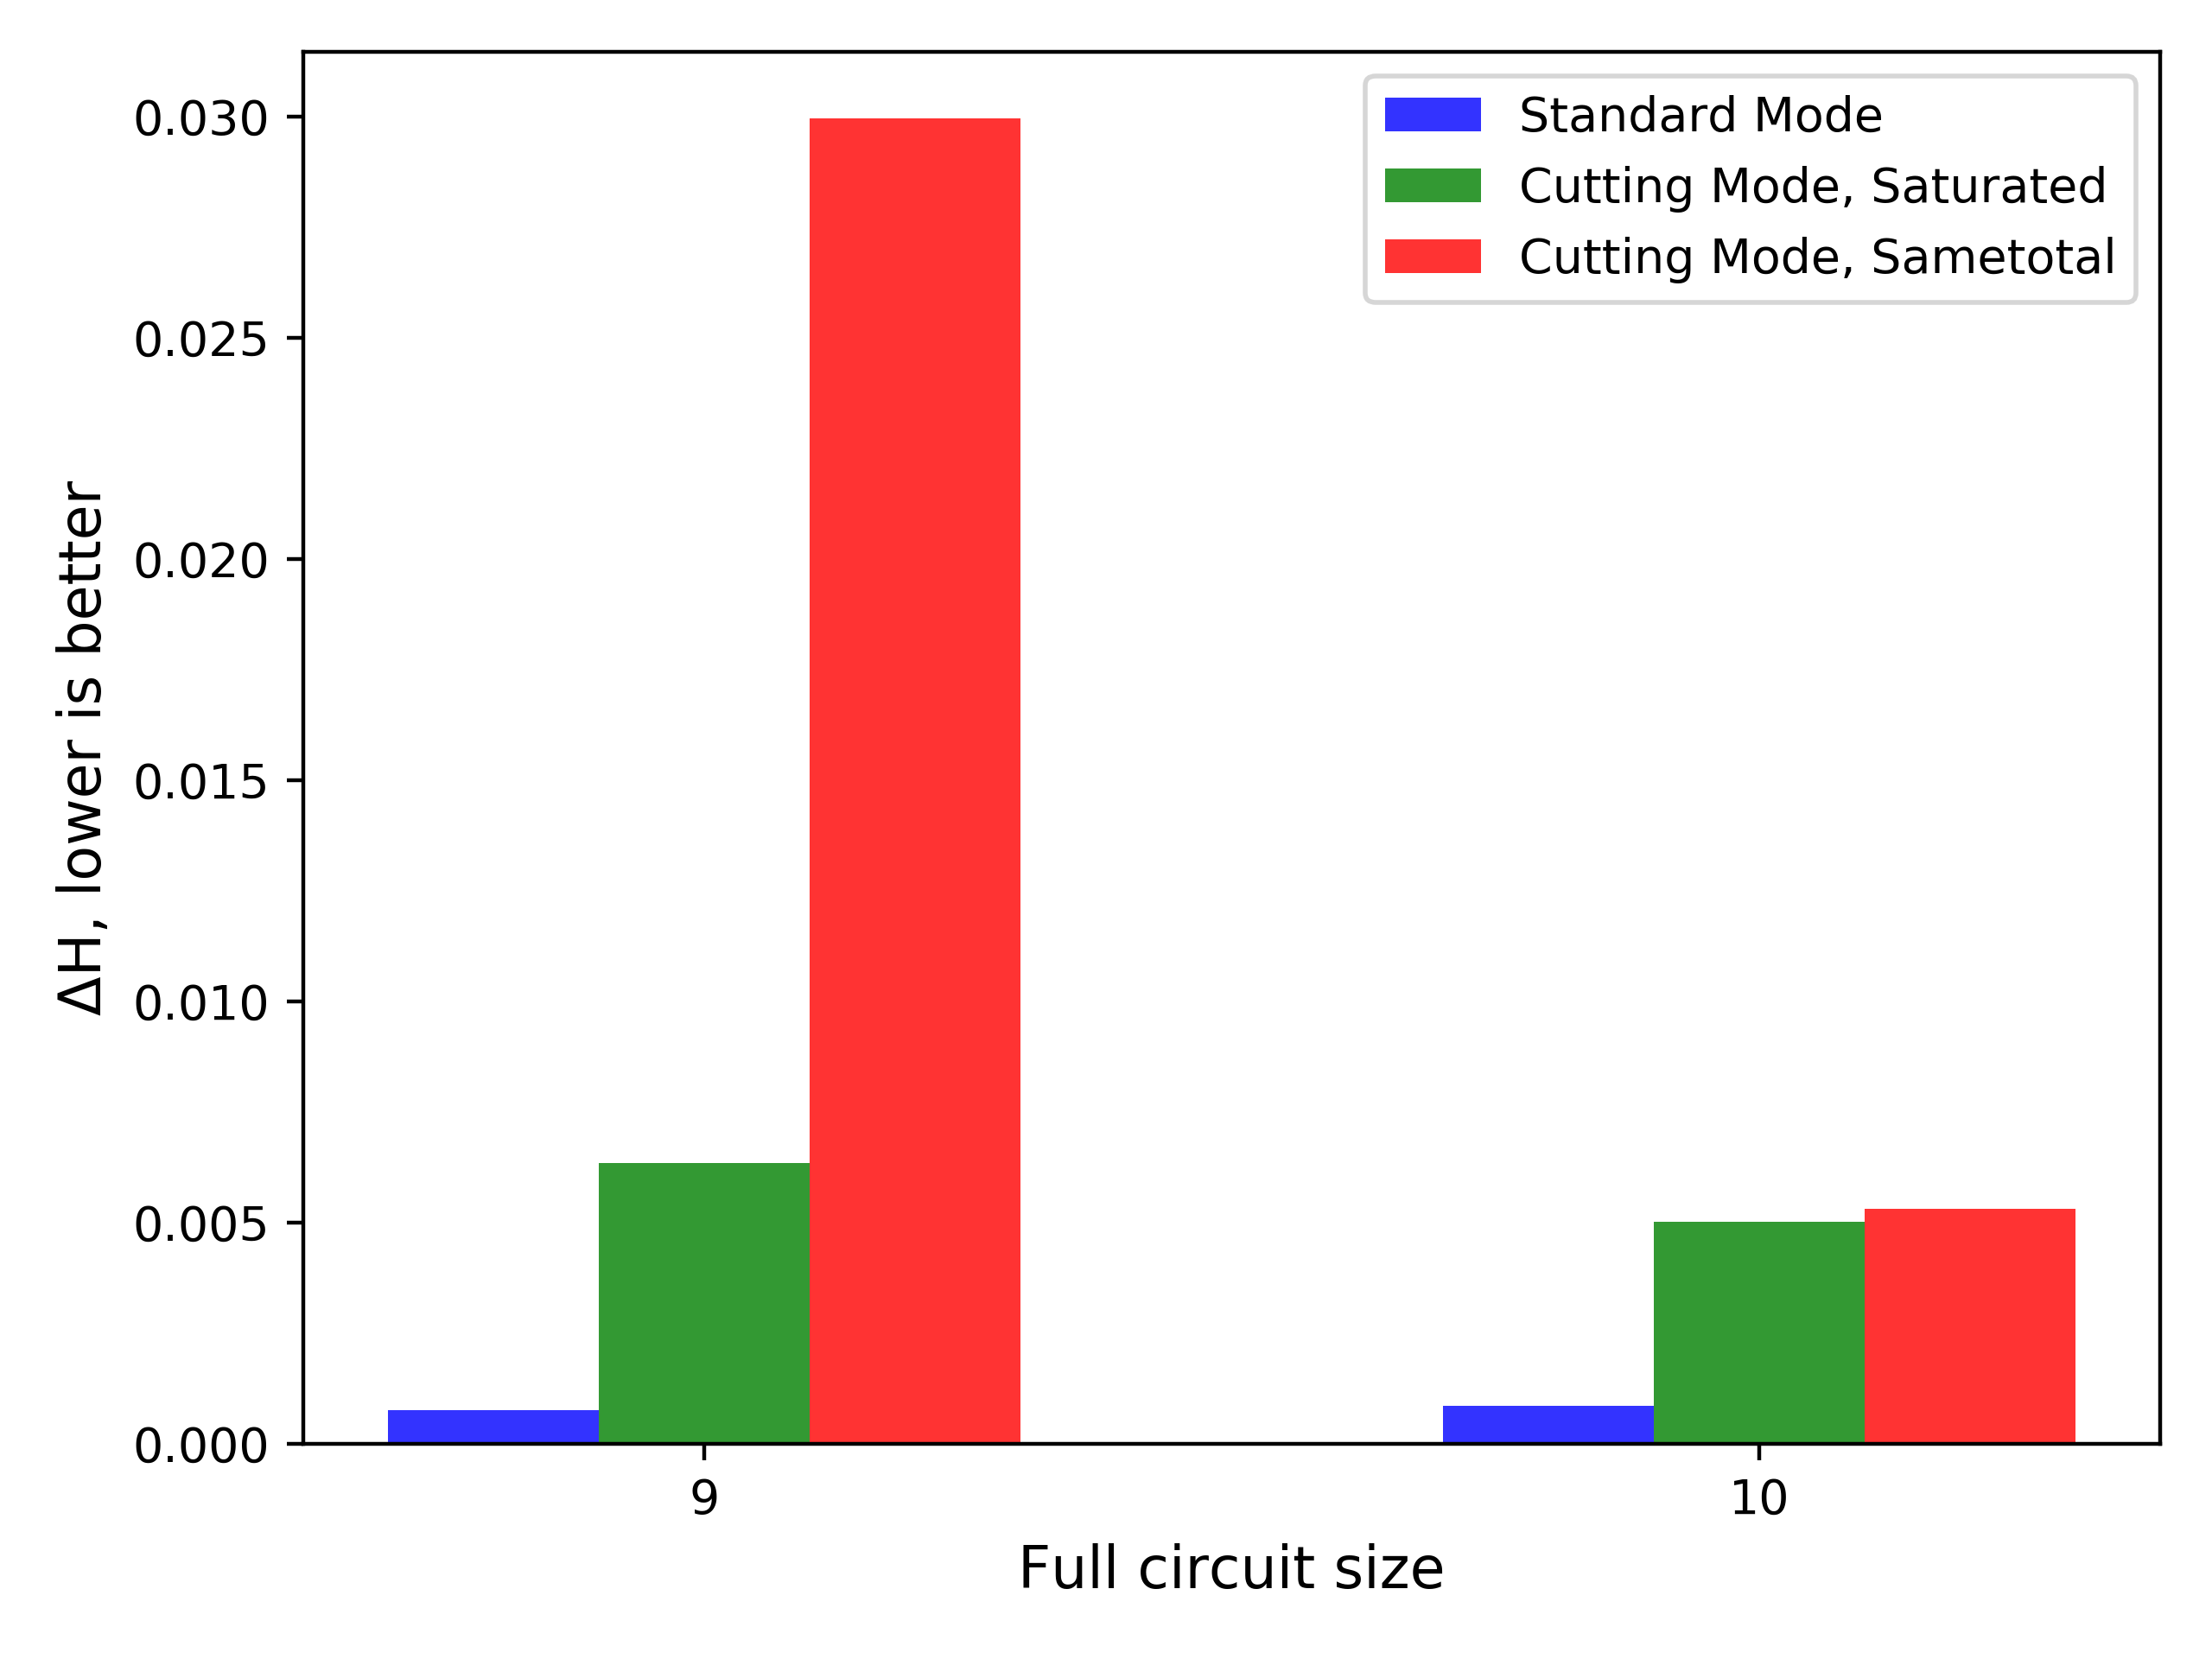 0.030
0.025
0.020
0.015
0.010
0.005
0.000
ΔH, lower is better
Standard Mode
Cutting Mode, Saturated
Cutting Mode, Sametotal
9
10
Full circuit size